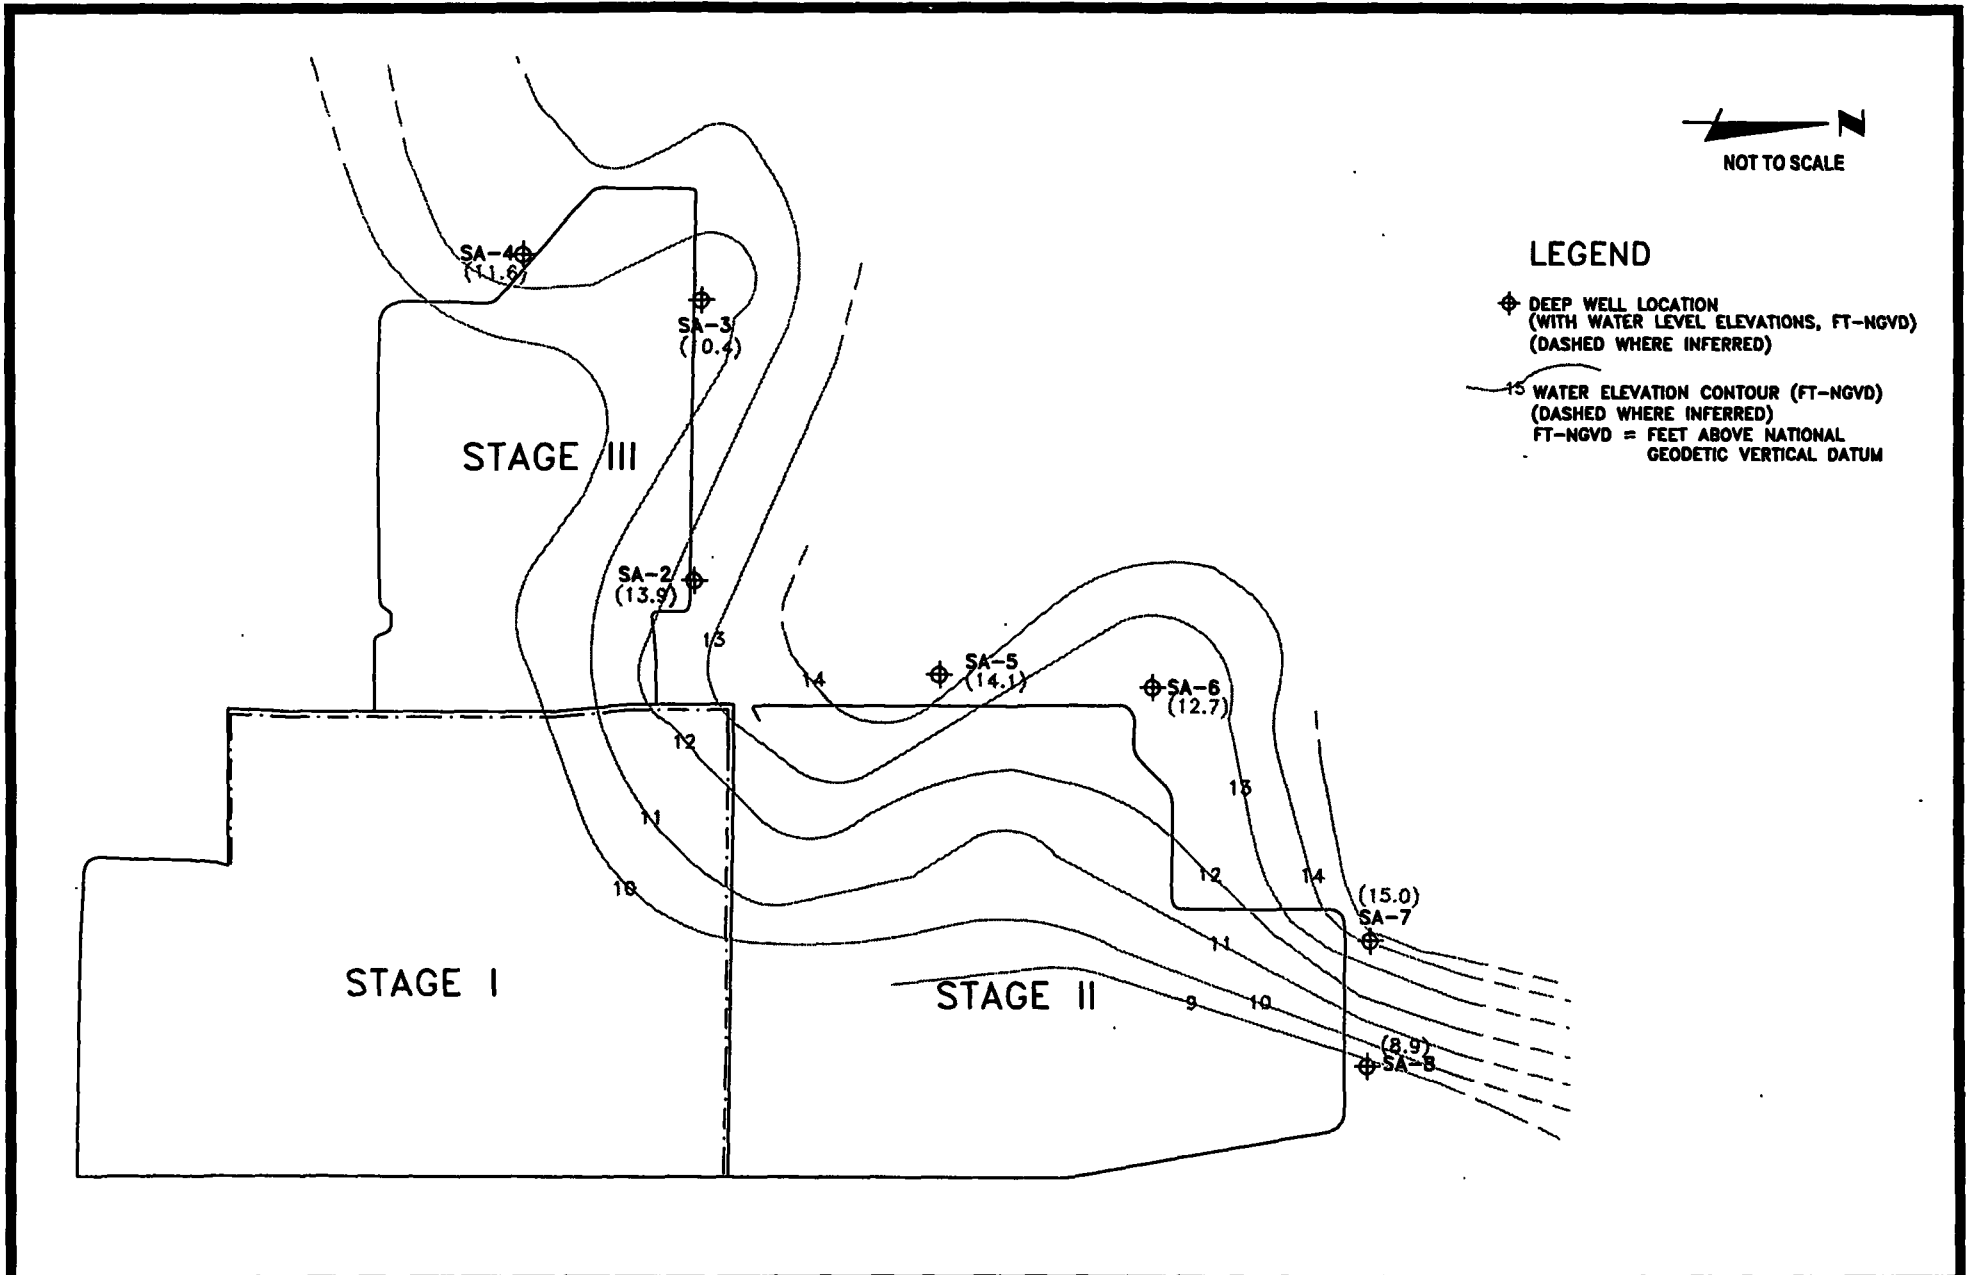 N
NOT TO SCALE
LEGEND
DEEP WELL LOCATION
(WITH WATER LEVEL ELEVATIONS, FT-NGVD)
(DASHED WHERE INFERRED)
15 WATER ELEVATION CONTOUR (FT-NGVD)
(DASHED WHERE INFERRED)
FT-NGVD = FEET ABOVE NATIONAL
GEODETIC VERTICAL DATUM
SA-4
(11.6)
SA-3
(10.4)
STAGE III
SA-2
(13.9)
13
14
SA-5
(14.1)
SA-6
(12.7)
12
13
11
12
14
10
(15.0)
SA-7
11
STAGE I
STAGE II
9
10
(8.9)
SA-8